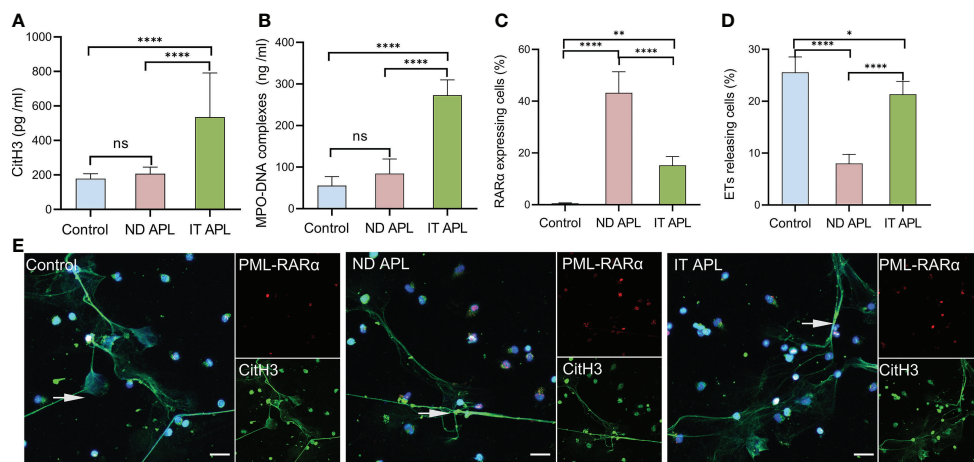 A
CitH3 (pg /ml)
1000
800
600
400
200
0
****
****
ns
Control
ND APL
IT APL
B
MPO-DNA complexes (ng /ml)
400
300
200
100
0
****
****
ns
Control
ND APL
IT APL
C
RARα expressing cells (%)
60
40
20
0
**
****
****
Control
ND APL
IT APL
D
ETs releasing cells (%)
30
20
10
0
*
****
****
Control
ND APL
IT APL
E
Control
PML-RARα
CitH3
ND APL
PML-RARα
CitH3
IT APL
PML-RARα
CitH3